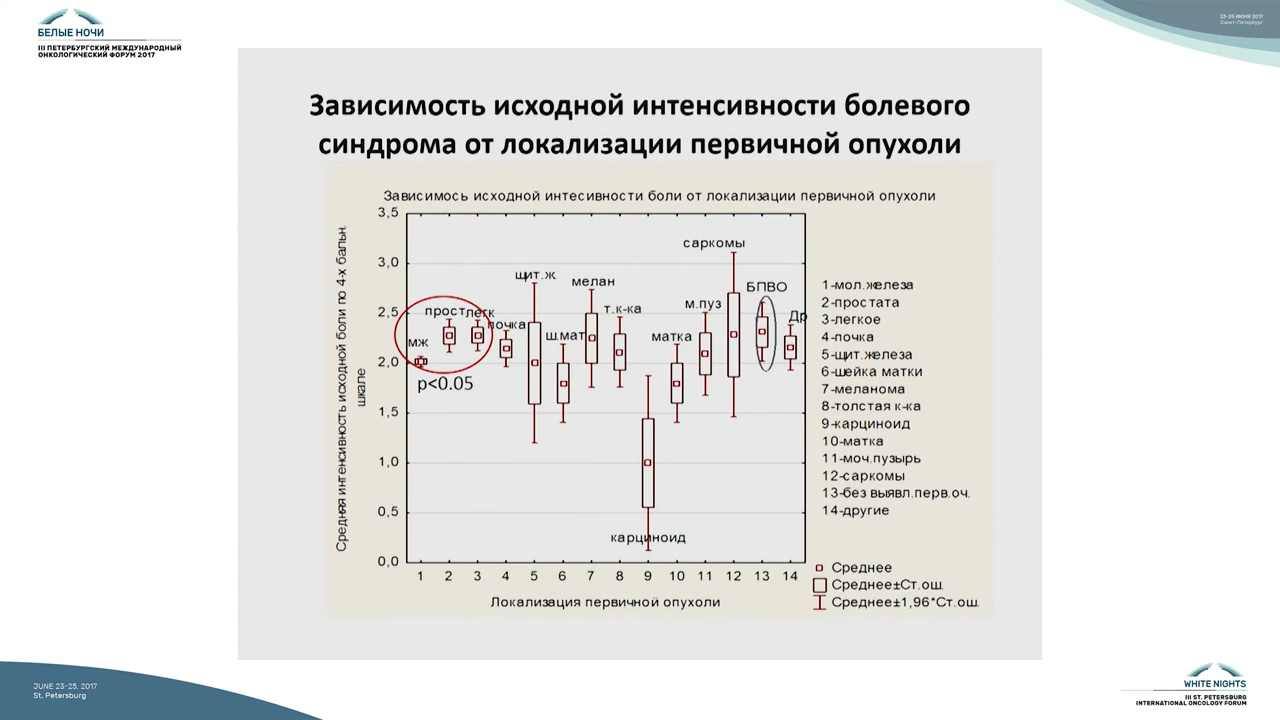 БЕЛЫЕ НОЧИ
III ПЕТЕРБУРГСКИЙ МЕЖДУНАРОДНЫЙ
ОНКОЛОГИЧЕСКИЙ ФОРУМ 2017
23-25 ИЮНЯ 2017
Санкт-Петербург
Зависимость исходной интенсивности болевого
синдрома от локализации первичной опухоли
Зависимось исходной интесивности боли от локализации первичной опухоли
Средняя интенсивность исходной боли по 4-х бальн.
шкале
3,5
3,0
2,5
2,0
1,5
1,0
0,5
0,0
мж
прост
легк
почка
щит.ж
ш.мат
мелан
т.к-ка
карциноид
матка
м.пуз
саркомы
БПВО
Др
p<0.05
1 2 3 4 5 6 7 8 9 10 11 12 13 14
Локализация первичной опухоли
1-мол.железа
2-простата
3-легкое
4-почка
5-щит.железа
6-шейка матки
7-меланома
8-толстая к-ка
9-карциноид
10-матка
11-моч.пузырь
12-саркомы
13-без выявл.перв.оч.
14-другие
Среднее
Среднее±Ст.ош.
Среднее±1,96*Ст.ош.
JUNE 23-25, 2017
St. Petersburg
WHITE NIGHTS
III ST. PETERSBURG
INTERNATIONAL ONCOLOGY FORUM